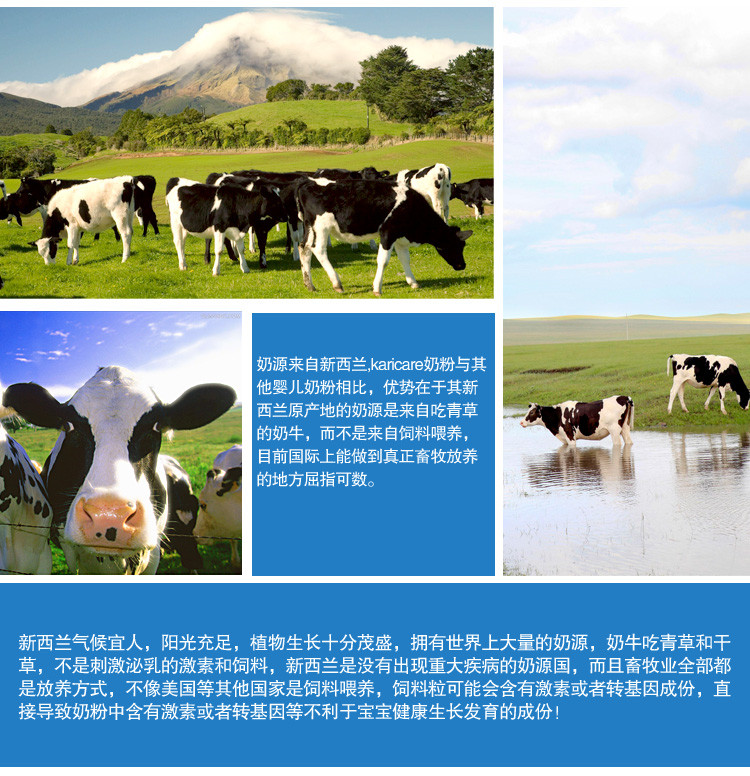 奶源来自新西兰,karicare奶粉与其
他婴儿奶粉相比，优势在于其新
西兰原产地的奶源是来自吃青草
的奶牛，而不是来自饲料喂养，
目前国际上能做到真正畜牧放养
的地方屈指可数。
新西兰气候宜人，阳光充足，植物生长十分茂盛，拥有世界上大量的奶源，奶牛吃青草和干
草，不是刺激泌乳的激素和饲料，新西兰是没有出现重大疾病的奶源国，而且畜牧业全部都
是放养方式，不像美国等其他国家是饲料喂养，饲料粒可能会含有激素或者转基因成份，直
接导致奶粉中含有激素或者转基因等不利于宝宝健康生长发育的成份!